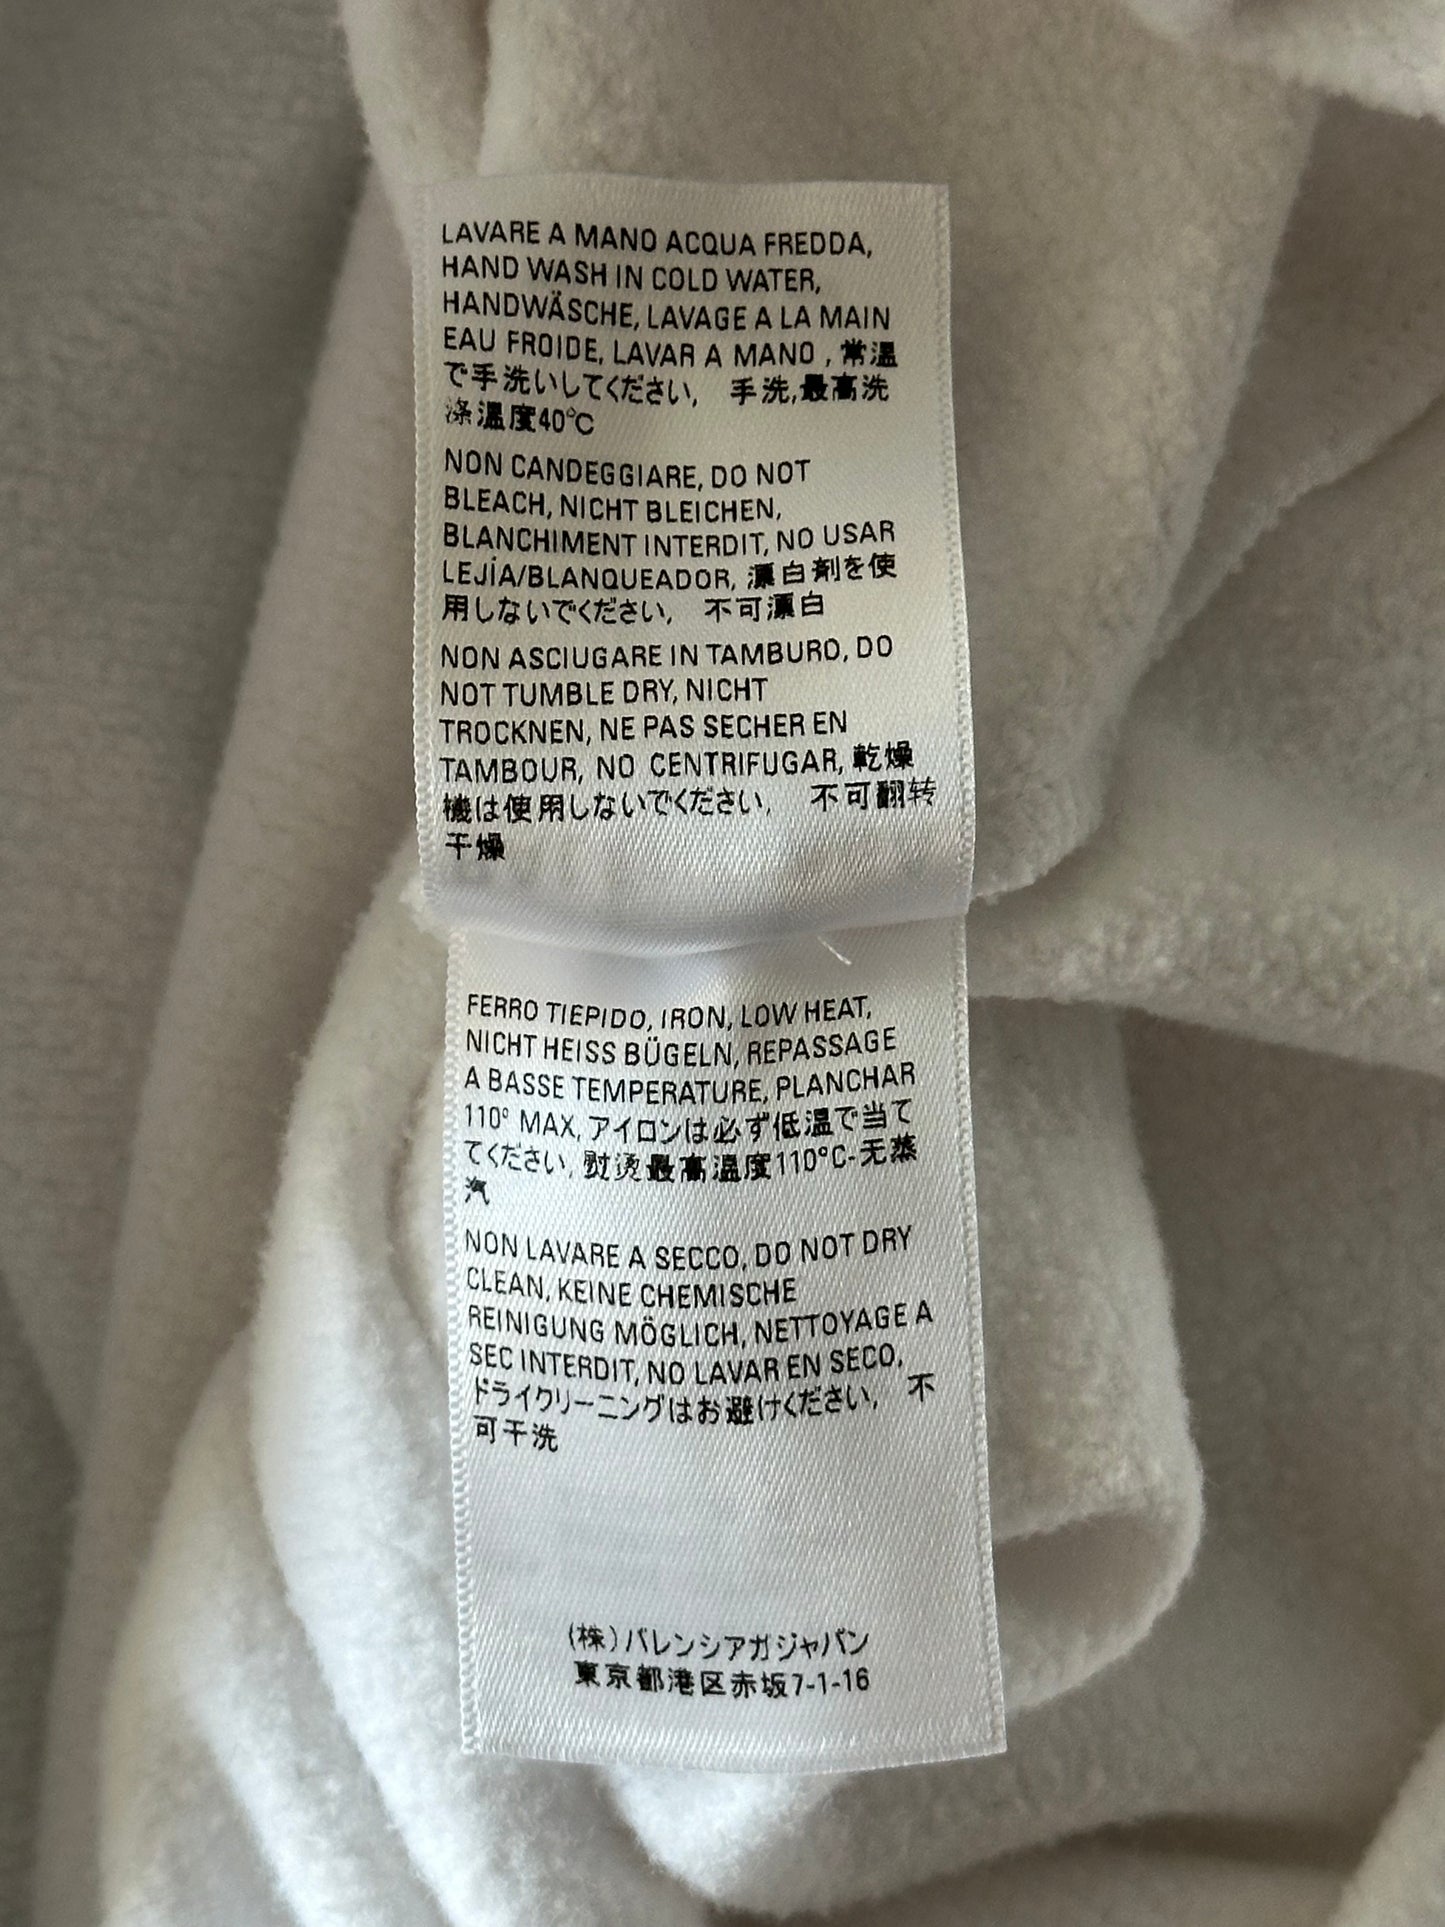 LAVARE A MANO ACQUA FREDDA,
HAND WASH IN COLD WATER,
HANDWÄSCHE, LAVAGE A LA MAIN
EAU FROIDE, LAVAR A MANO , 常温
で手洗いしてください, 手洗,最高洗
涤温度40°C
NON CANDEGGIARE, DO NOT
BLEACH, NICHT BLEICHEN,
BLANCHIMENT INTERDIT, NO USAR
LEJÍA/BLANQUEADOR, 漂白剤を使
用しないでください, 不可漂白
NON ASCIUGARE IN TAMBURO, DO
NOT TUMBLE DRY, NICHT
TROCKNEN, NE PAS SECHER EN
TAMBOUR, NO CENTRIFUGAR, 乾燥
機は使用しないでください, 不可翻转
干燥
FERRO TIEPIDO, IRON, LOW HEAT,
NICHT HEISS BÜGELN, REPASSAGE
A BASSE TEMPERATURE, PLANCHAR
110° MAX, アイロンは必ず低温で当て
てください, 熨烫最高温度110°C-无蒸
汽
NON LAVARE A SECCO, DO NOT DRY
CLEAN, KEINE CHEMISCHE
REINIGUNG MÖGLICH, NETTOYAGE A
SEC INTERDIT, NO LAVAR EN SECO,
ドライクリーニングはお避けください, 不
可干洗
(株)バレンシアガジャパン
東京都港区赤坂7-1-16